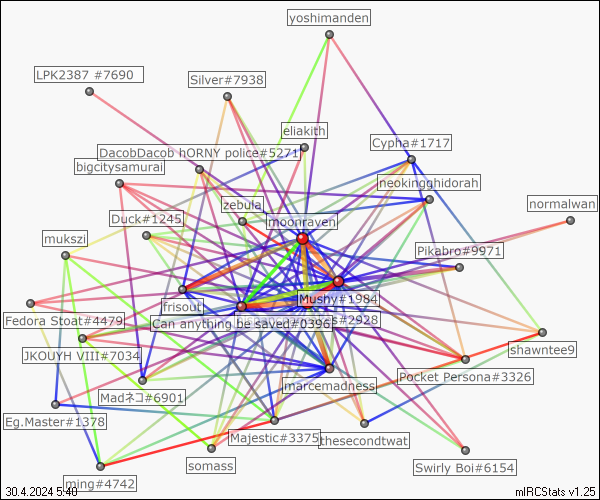 yoshimanden
LPK2387 #7690
Silver#7938
eliakith
Cypha#1717
DacobDacob hORNY police#5271
bigcitysamurai
neokingghidorah
zebula
normalwan
Duck#1245
moonraven
mukszi
Pikabro#9971
Mushy#1984
frisout
Fedora Stoat#4479
Can anything be saved#0396
s#2928
shawntee9
JKOUYH VIII#7034
Pocket Persona#3326
marcemadness
Madネコ#6901
Eg.Master#1378
Majestic#3375
thesecondtwat
somass
Swirly Boi#6154
ming#4742
30.4.2024 5:40
mIRCStats v1.25